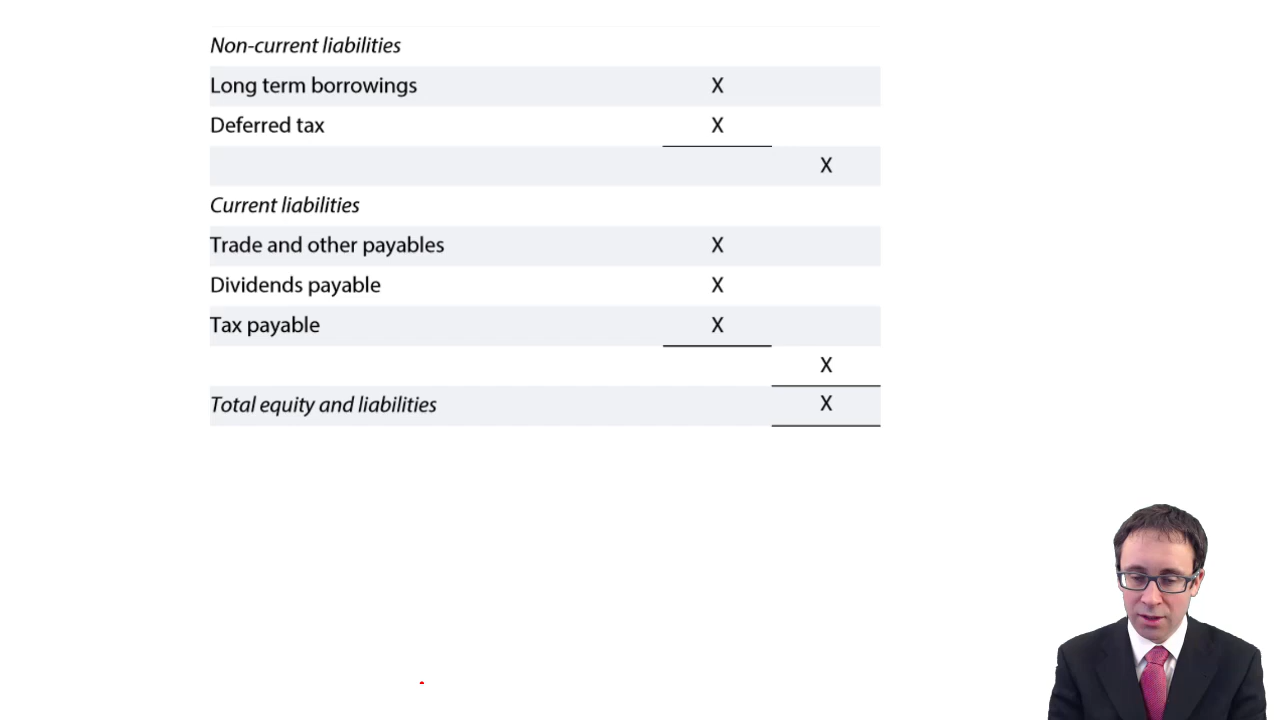 Non-current liabilities
Long term borrowings X
Deferred tax X
X
Current liabilities
Trade and other payables X
Dividends payable X
Tax payable X
X
Total equity and liabilities X